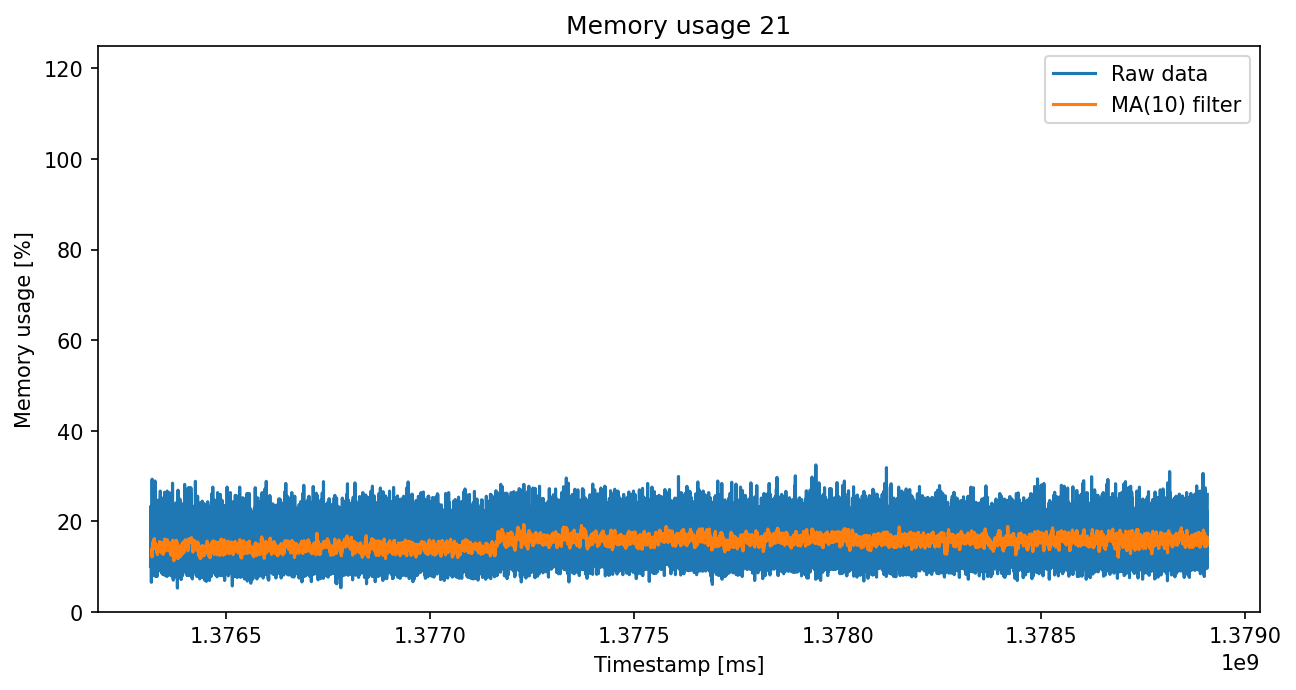 Memory usage 21
Raw data
MA(10) filter
Memory usage [%]
120
100
80
60
40
20
0
1.3765 1.3770 1.3775 1.3780 1.3785 1.3790
1e9
Timestamp [ms]